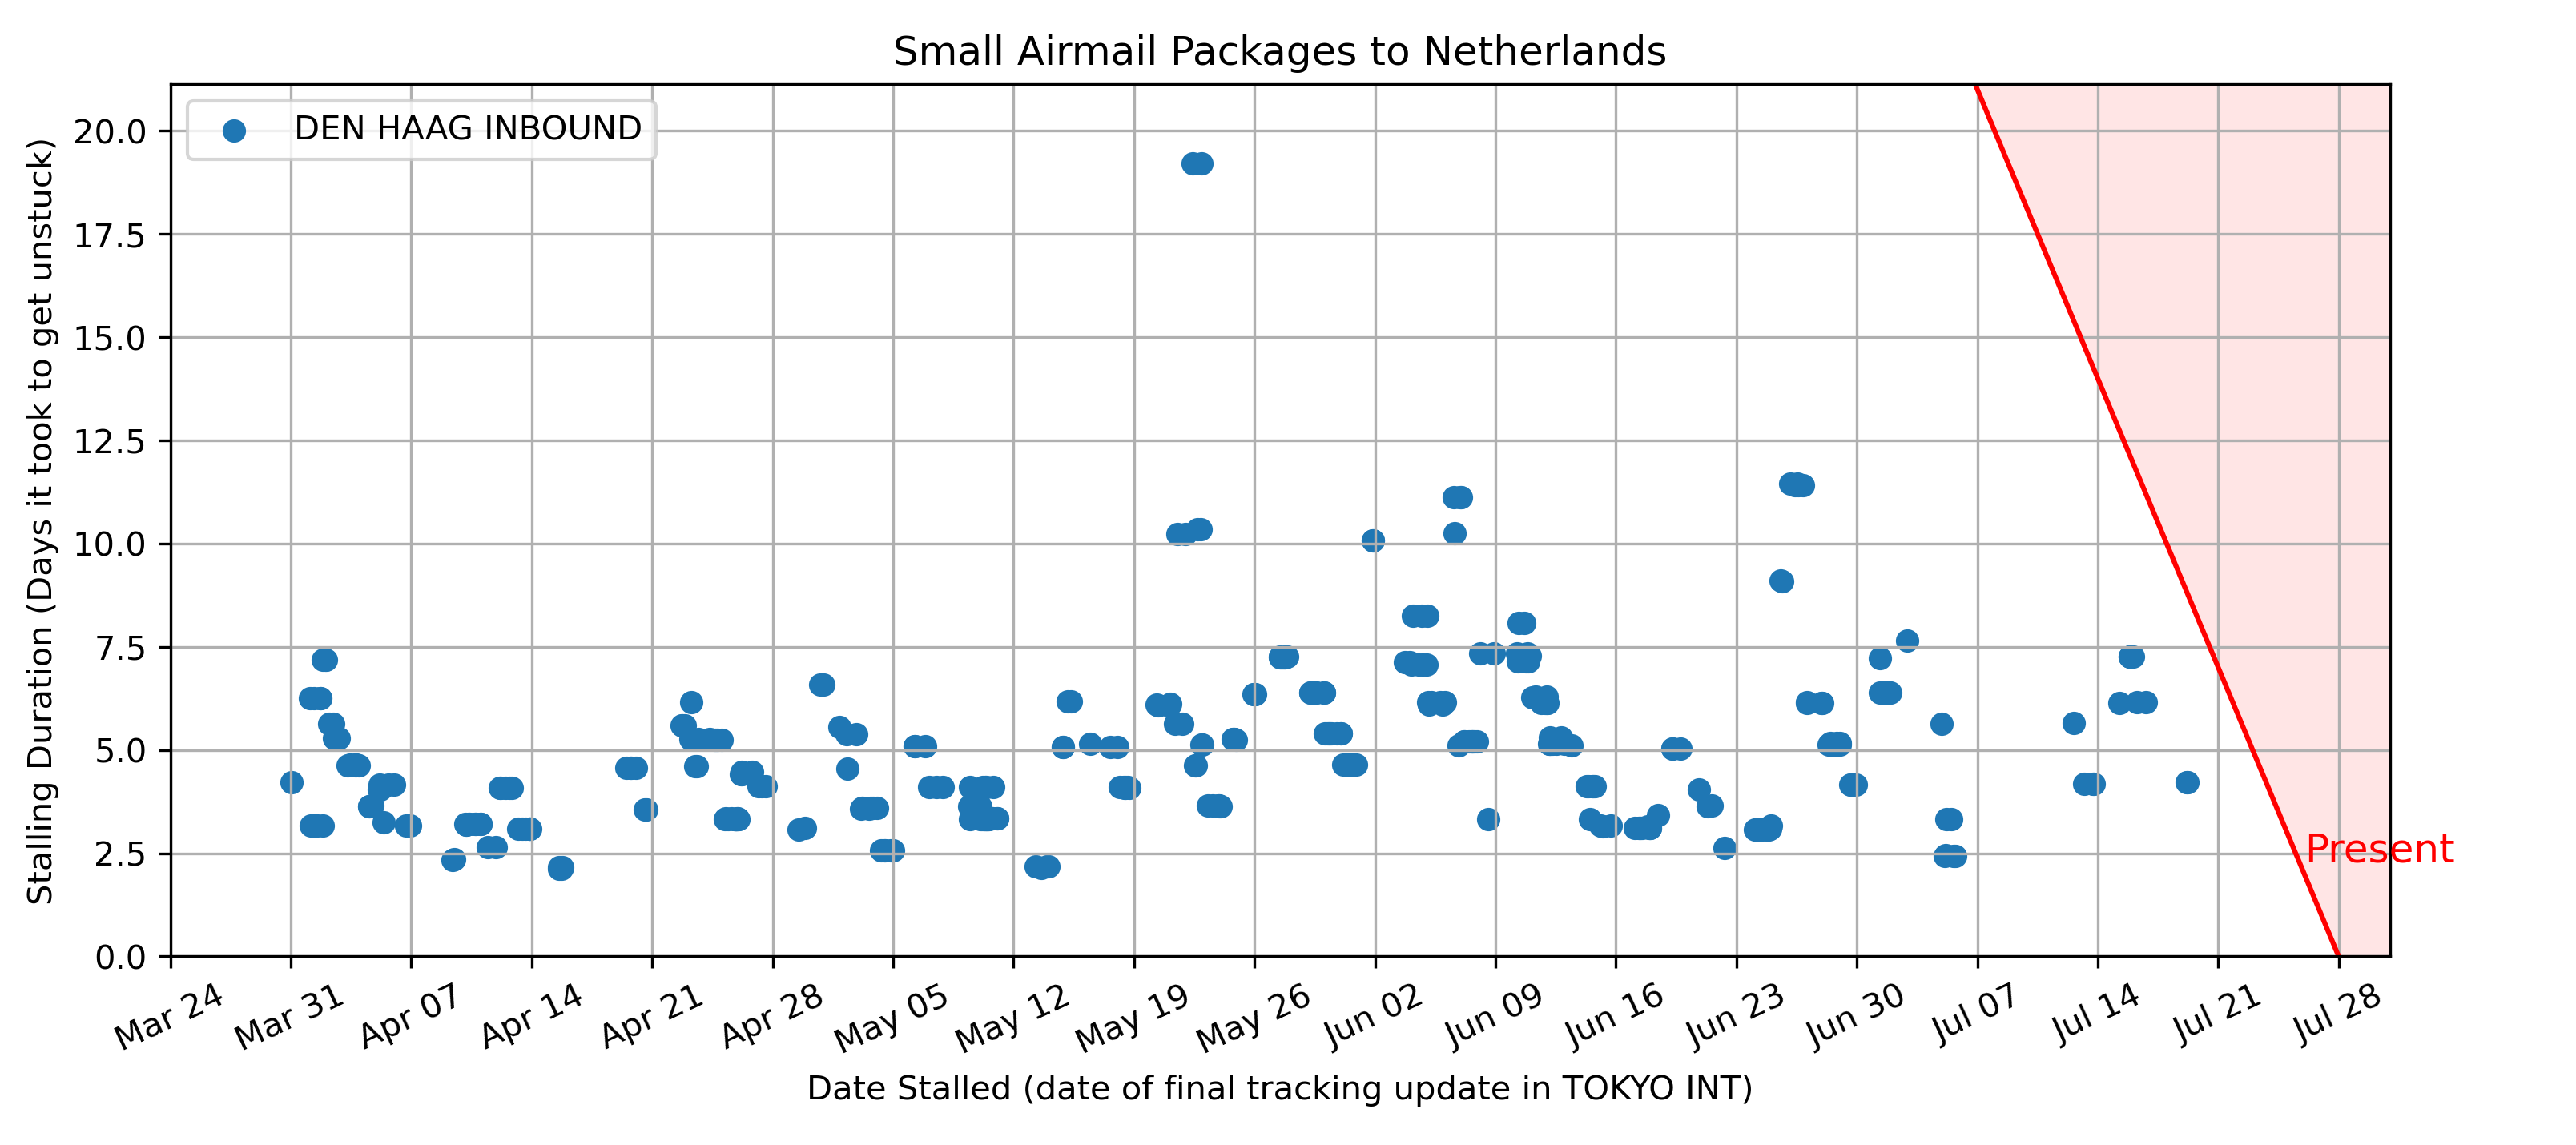 Small Airmail Packages to Netherlands
DEN HAAG INBOUND
Stalling Duration (Days it took to get unstuck)
20.0
17.5
15.0
12.5
10.0
7.5
5.0
2.5
0.0
Present
Mar 24
Mar 31
Apr 07
Apr 14
Apr 21
Apr 28
May 05
May 12
May 19
May 26
Jun 02
Jun 09
Jun 16
Jun 23
Jun 30
Jul 07
Jul 14
Jul 21
Jul 28
Date Stalled (date of final tracking update in TOKYO INT)